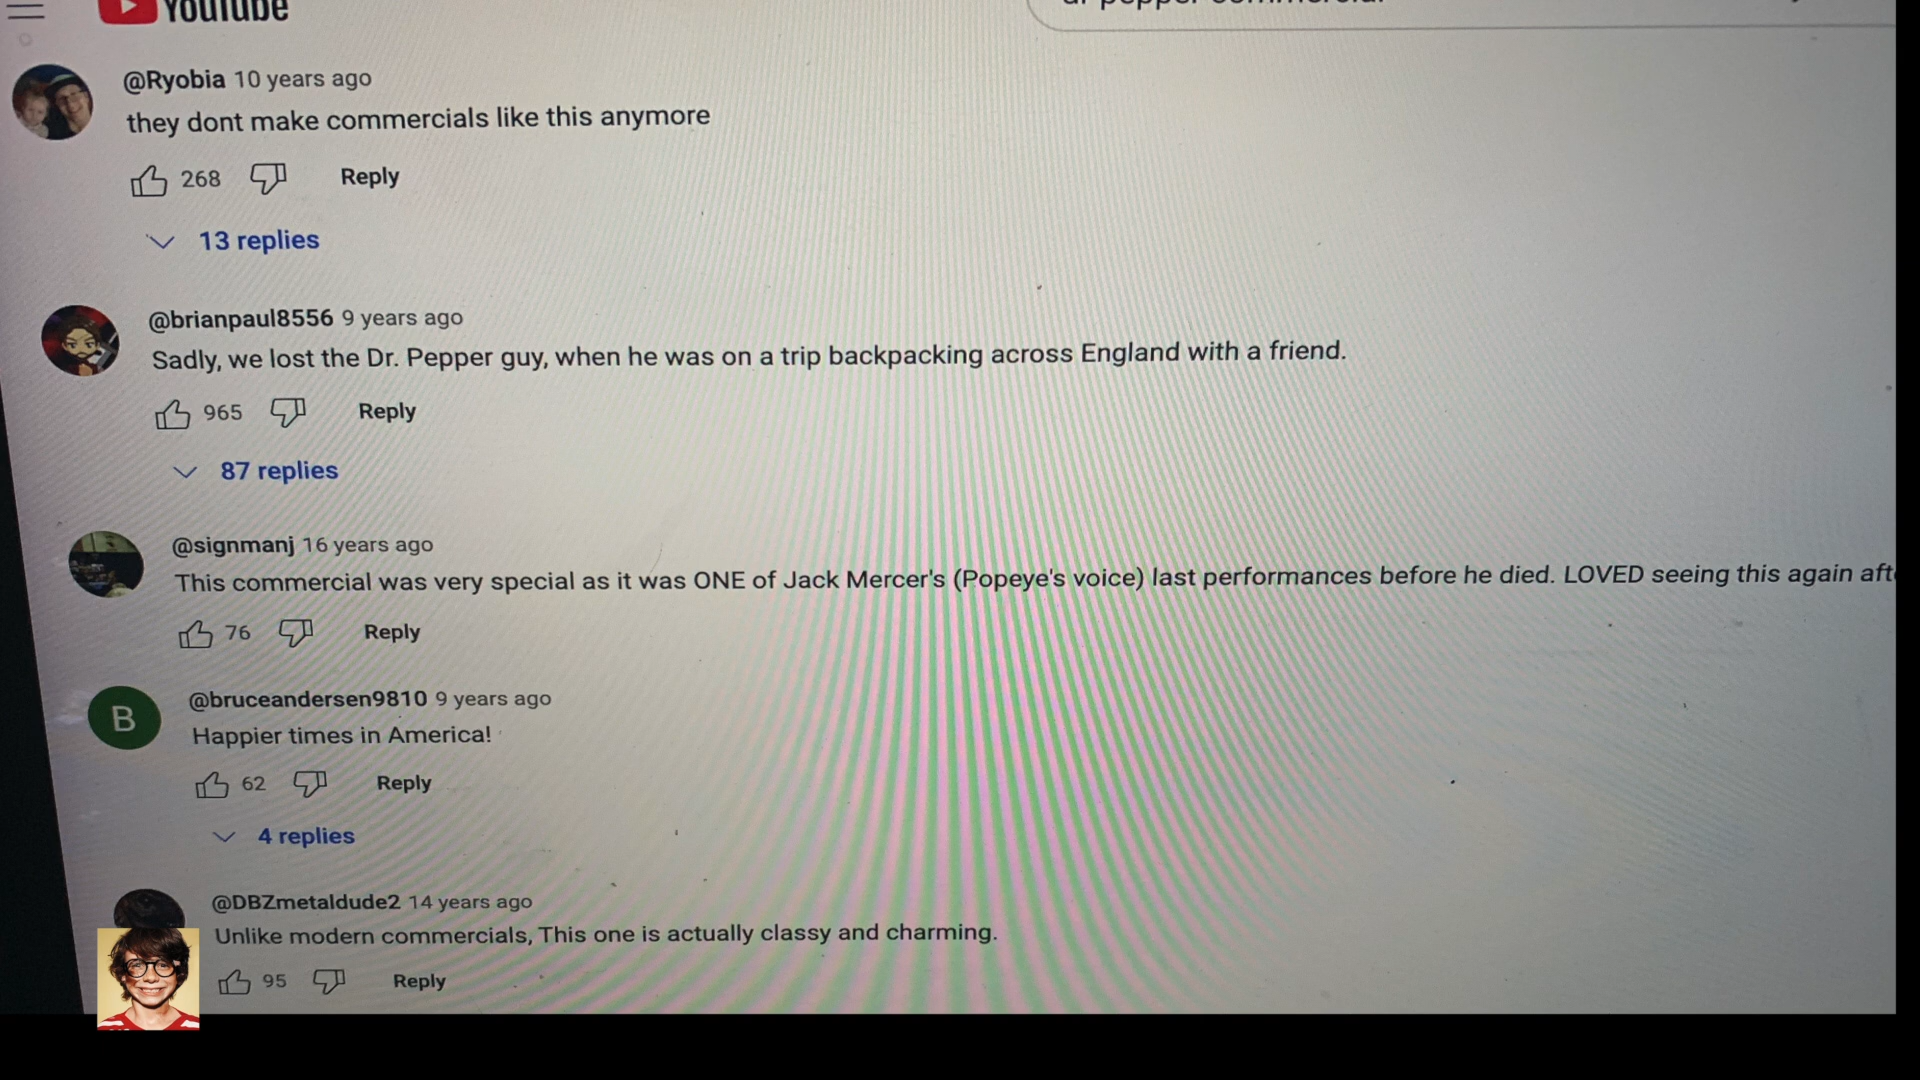 YouTube
dr pepper commercial
@Ryobia 10 years ago
they dont make commercials like this anymore
268 Reply
13 replies
@brianpaul8556 9 years ago
Sadly, we lost the Dr. Pepper guy, when he was on a trip backpacking across England with a friend.
965 Reply
87 replies
@signmanj 16 years ago
This commercial was very special as it was ONE of Jack Mercer's (Popeye's voice) last performances before he died. LOVED seeing this again
76 Reply
B
@bruceandersen9810 9 years ago
Happier times in America!
62 Reply
4 replies
@DBZmetaldude2 14 years ago
Unlike modern commercials, This one is actually classy and charming.
95 Reply